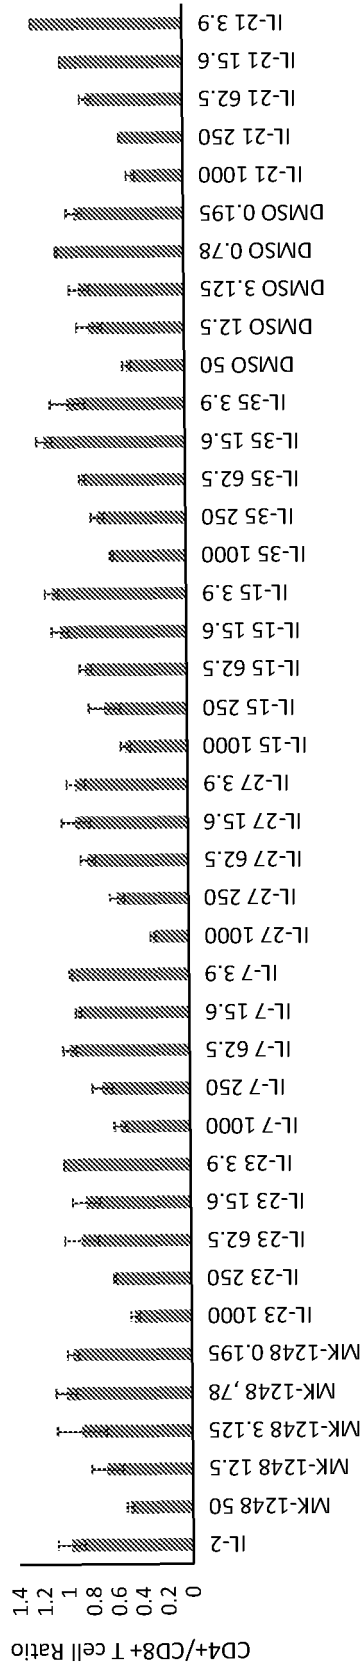 CD4+/CD8+ T cell Ratio
1.4
1.2
1
0.8
0.6
0.4
0.2
0
IL-2
MK-1248 50
MK-1248 12.5
MK-1248 3.125
MK-1248 ,78
MK-1248 0.195
IL-23 1000
IL-23 250
IL-23 62.5
IL-23 15.6
IL-23 3.9
IL-7 1000
IL-7 250
IL-7 62.5
IL-7 15.6
IL-7 3.9
IL-27 1000
IL-27 250
IL-27 62.5
IL-27 15.6
IL-27 3.9
IL-15 1000
IL-15 250
IL-15 62.5
IL-15 15.6
IL-15 3.9
IL-35 1000
IL-35 250
IL-35 62.5
IL-35 15.6
IL-35 3.9
DMSO 50
DMSO 12.5
DMSO 3.125
DMSO 0.78
DMSO 0.195
IL-21 1000
IL-21 250
IL-21 62.5
IL-21 15.6
IL-21 3.9